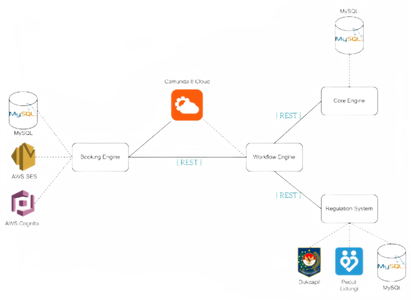 MySQL
MySQL
Camunda 8 Cloud
MySQL
MySQL
AWS SES
AWS Cognito
Booking Engine
{ REST }
Workflow Engine
{ REST }
Core Engine
{ REST }
Regulation System
Dukcapil
Peduli
Lindungi
MySQL
MySQL